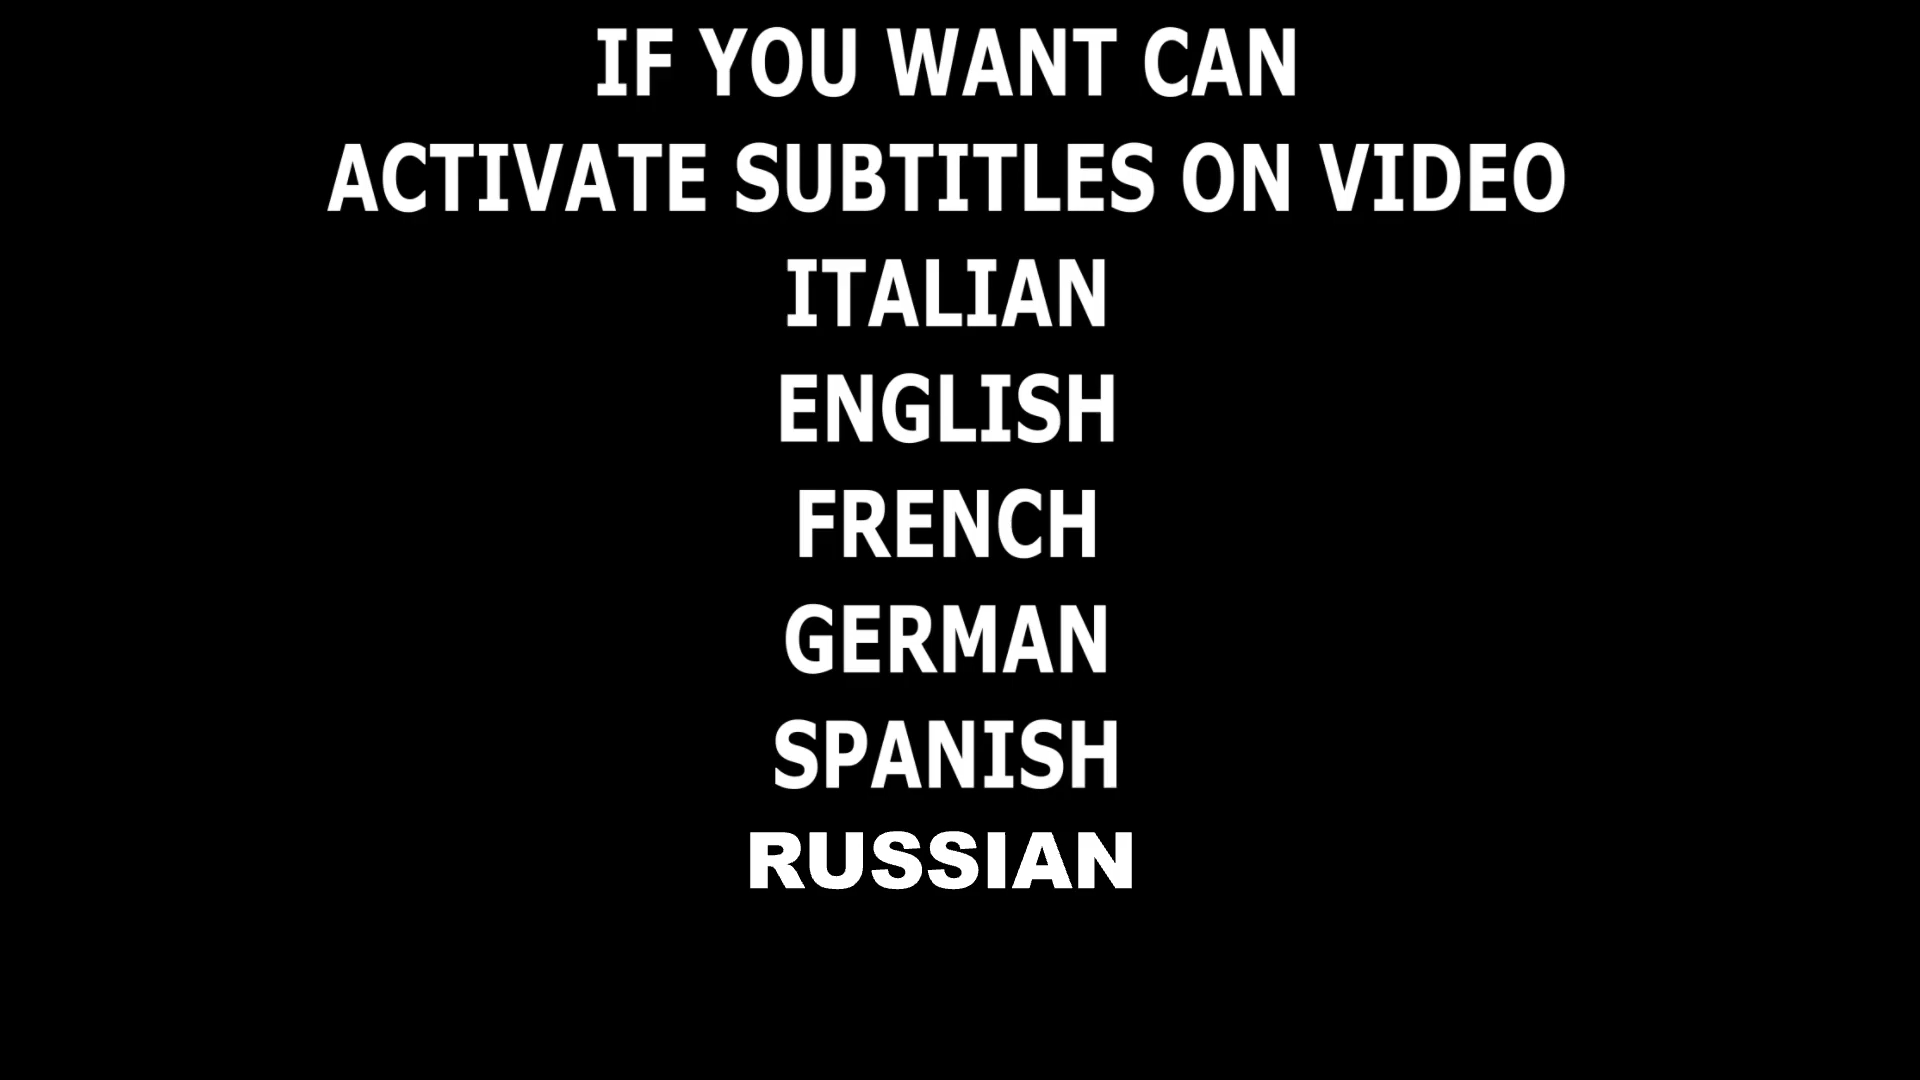 IF YOU WANT CAN
ACTIVATE SUBTITLES ON VIDEO
ITALIAN
ENGLISH
FRENCH
GERMAN
SPANISH
RUSSIAN